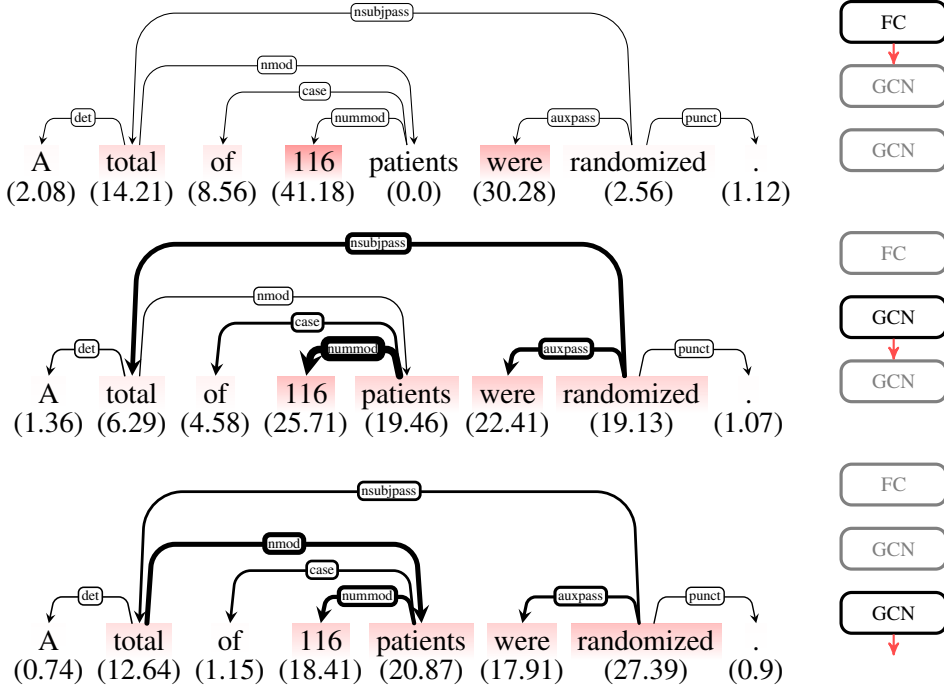 nsubjpass
nmod
case
det nummod auxpass punct
A total of 116 patients were randomized .
(2.08) (14.21) (8.56) (41.18) (0.0) (30.28) (2.56) (1.12)
FC
GCN
GCN
nsubjpass
nmod
case
det nummod auxpass punct
A total of 116 patients were randomized .
(1.36) (6.29) (4.58) (25.71) (19.46) (22.41) (19.13) (1.07)
FC
GCN
GCN
nsubjpass
nmod
case
det nummod auxpass punct
A total of 116 patients were randomized .
(0.74) (12.64) (1.15) (18.41) (20.87) (17.91) (27.39) (0.9)
FC
GCN
GCN